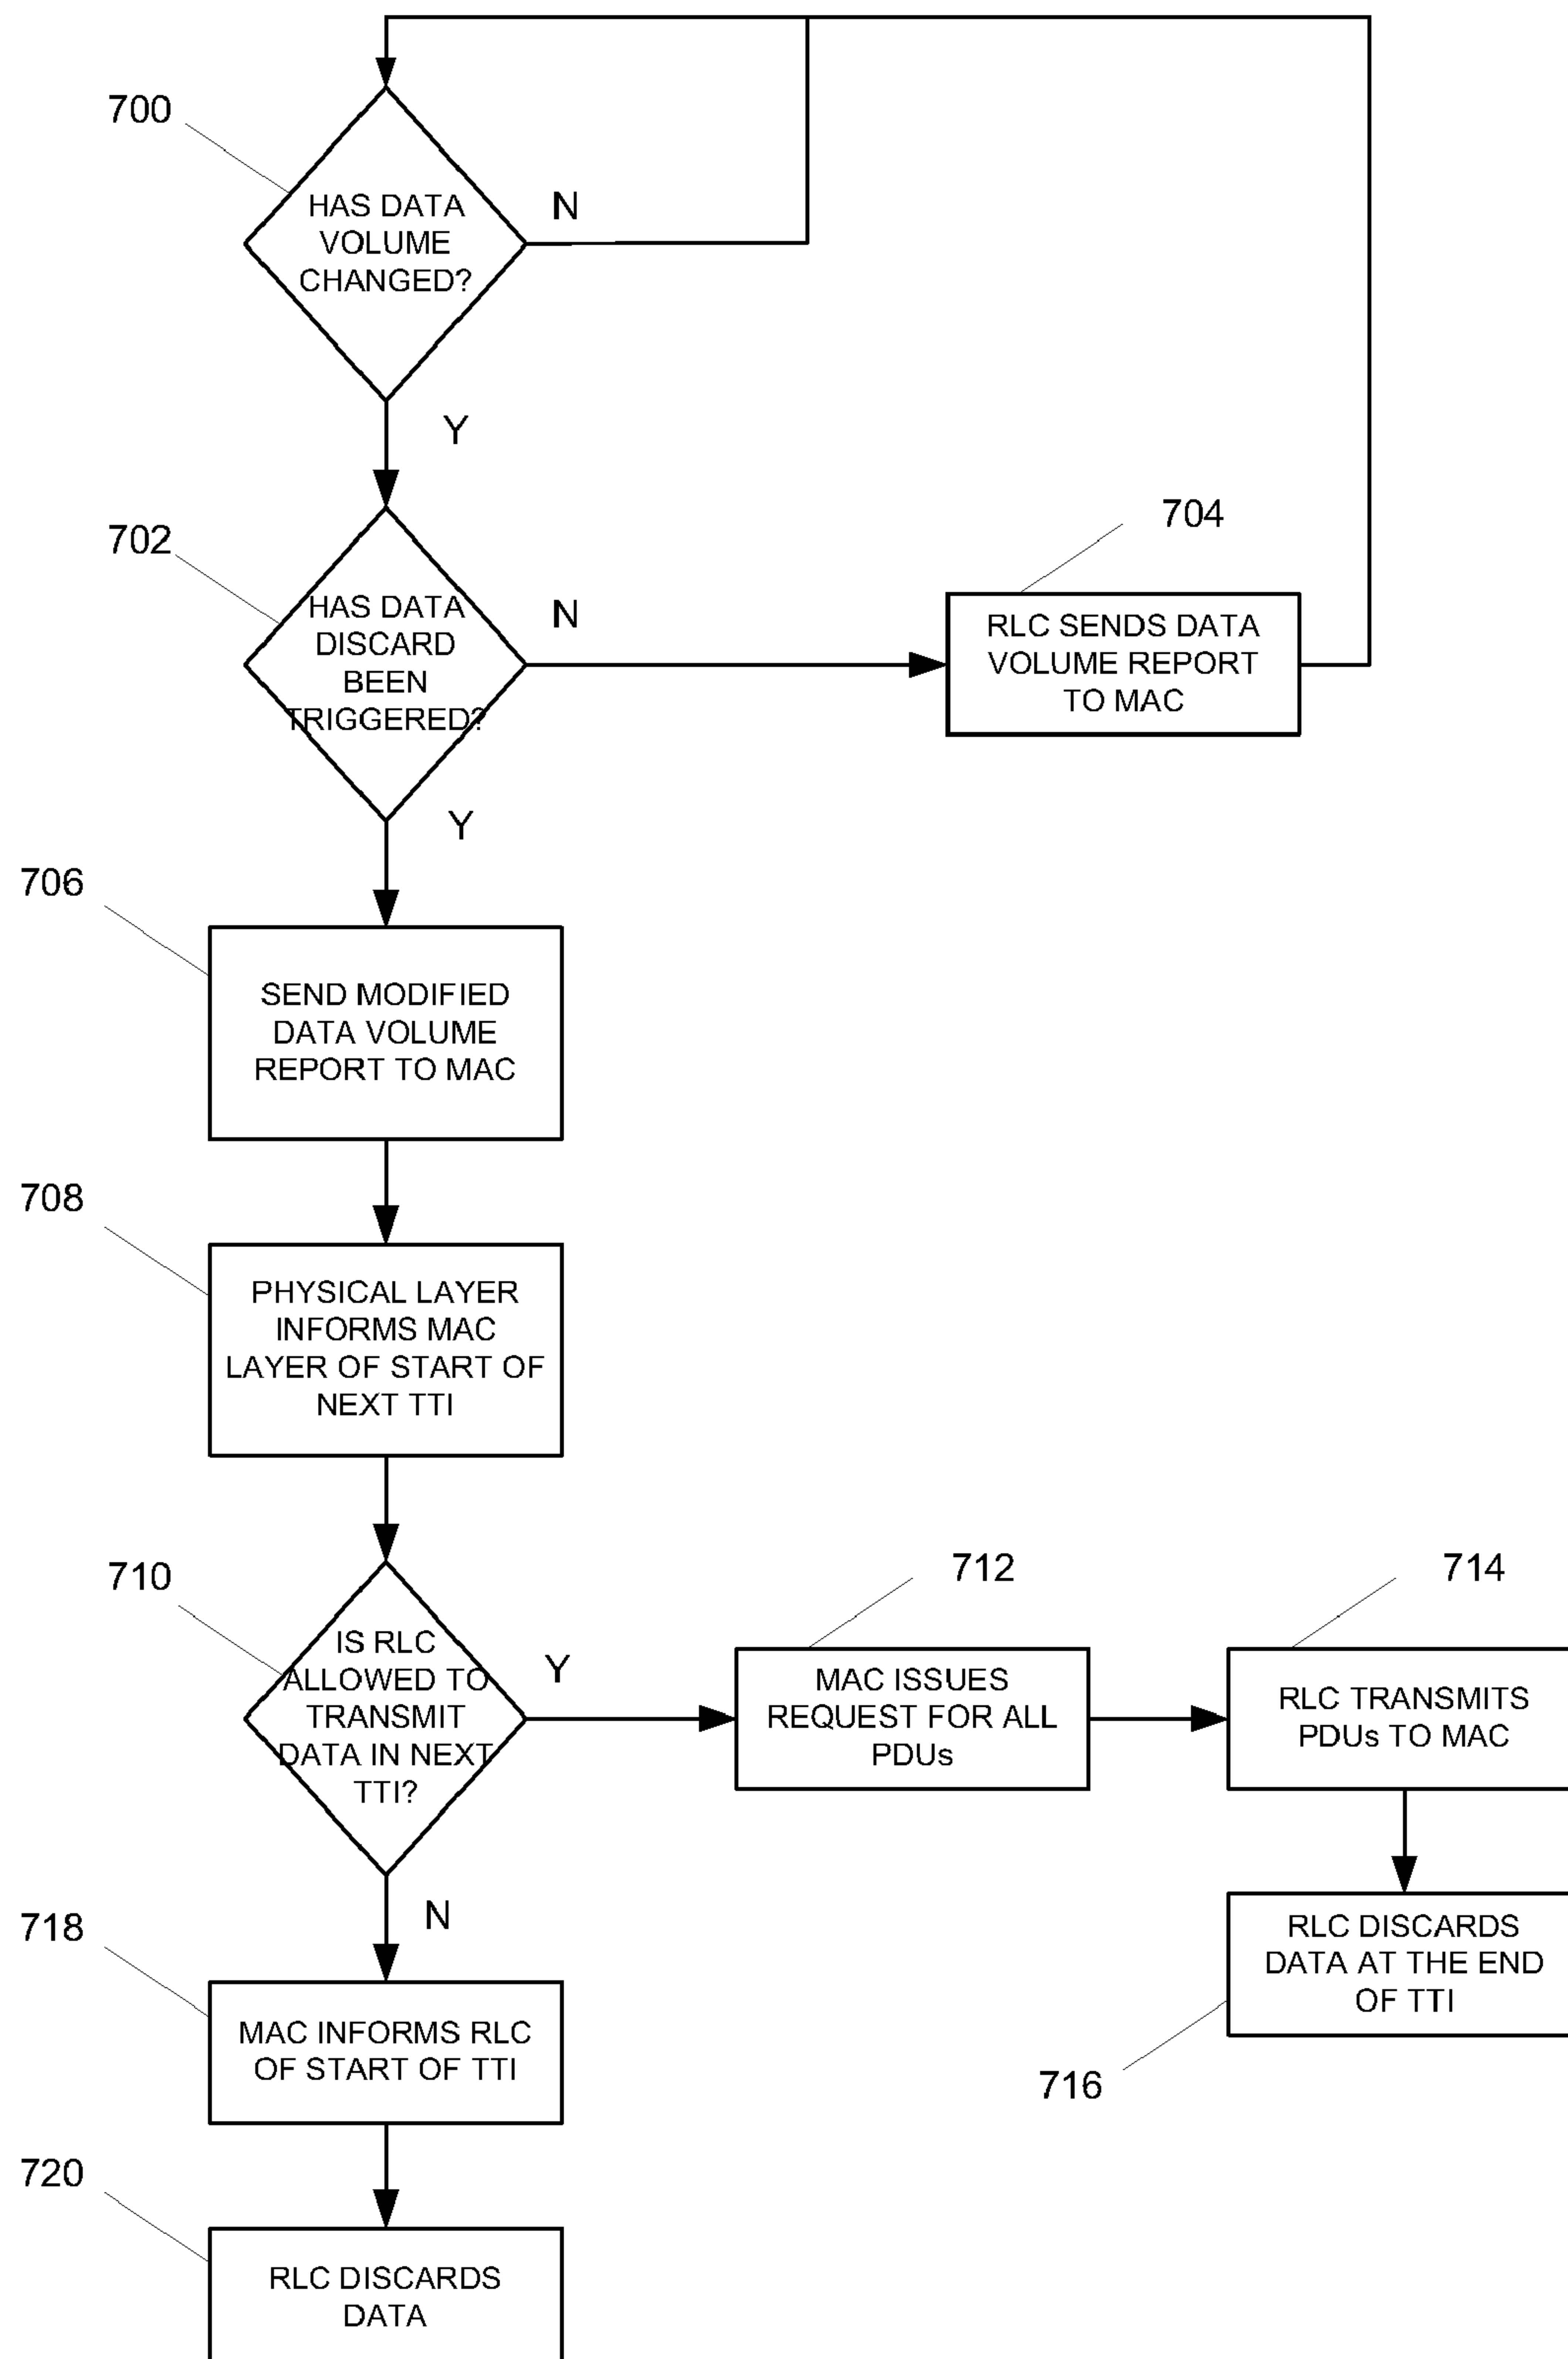 700
HAS DATA
VOLUME
CHANGED?
N
Y
702
HAS DATA
DISCARD
BEEN
TRIGGERED?
N
704
RLC SENDS DATA
VOLUME REPORT
TO MAC
Y
706
SEND MODIFIED
DATA VOLUME
REPORT TO MAC
708
PHYSICAL LAYER
INFORMS MAC
LAYER OF START OF
NEXT TTI
710
IS RLC
ALLOWED TO
TRANSMIT
DATA IN NEXT
TTI?
Y
712
MAC ISSUES
REQUEST FOR ALL
PDUs
714
RLC TRANSMITS
PDUs TO MAC
N
716
RLC DISCARDS
DATA AT THE END
OF TTI
718
MAC INFORMS RLC
OF START OF TTI
720
RLC DISCARDS
DATA